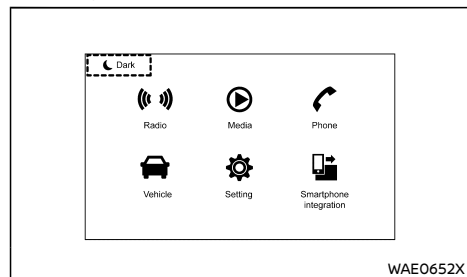 Dark
Radio
Media
Phone
Vehicle
Setting
Smartphone
integration
WAE0652X